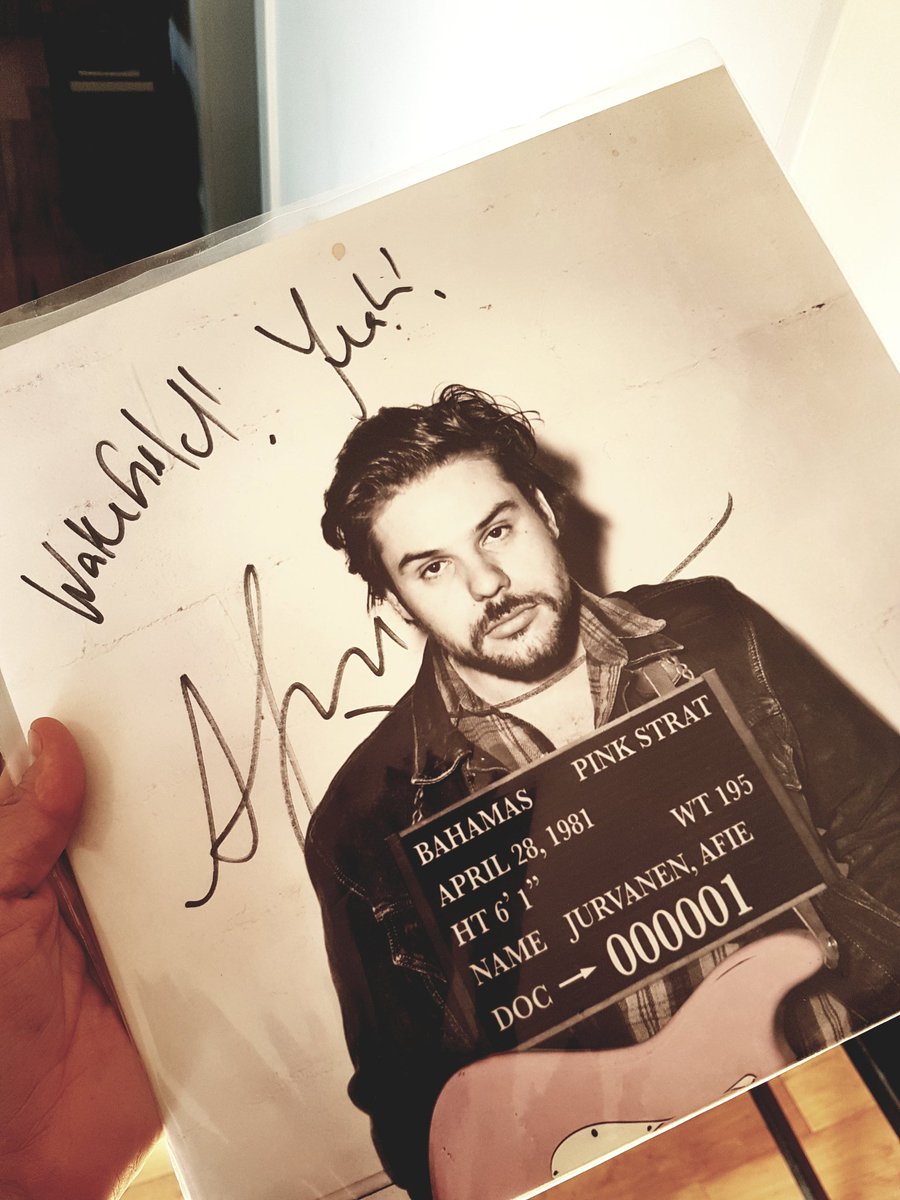 Wakefield! Yeah!
BAHAMAS PINK STRAT
APRIL 28, 1981
HT 6' 1” WT 195
NAME JURVANEN, AFIE
DOC → 000001